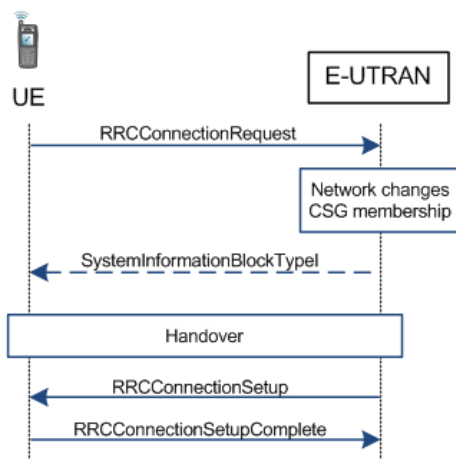 UE
E-UTRAN
RRCConnectionRequest
Network changes
CSG membership
SystemInformationBlockTypeI
Handover
RRCConnectionSetup
RRCConnectionSetupComplete